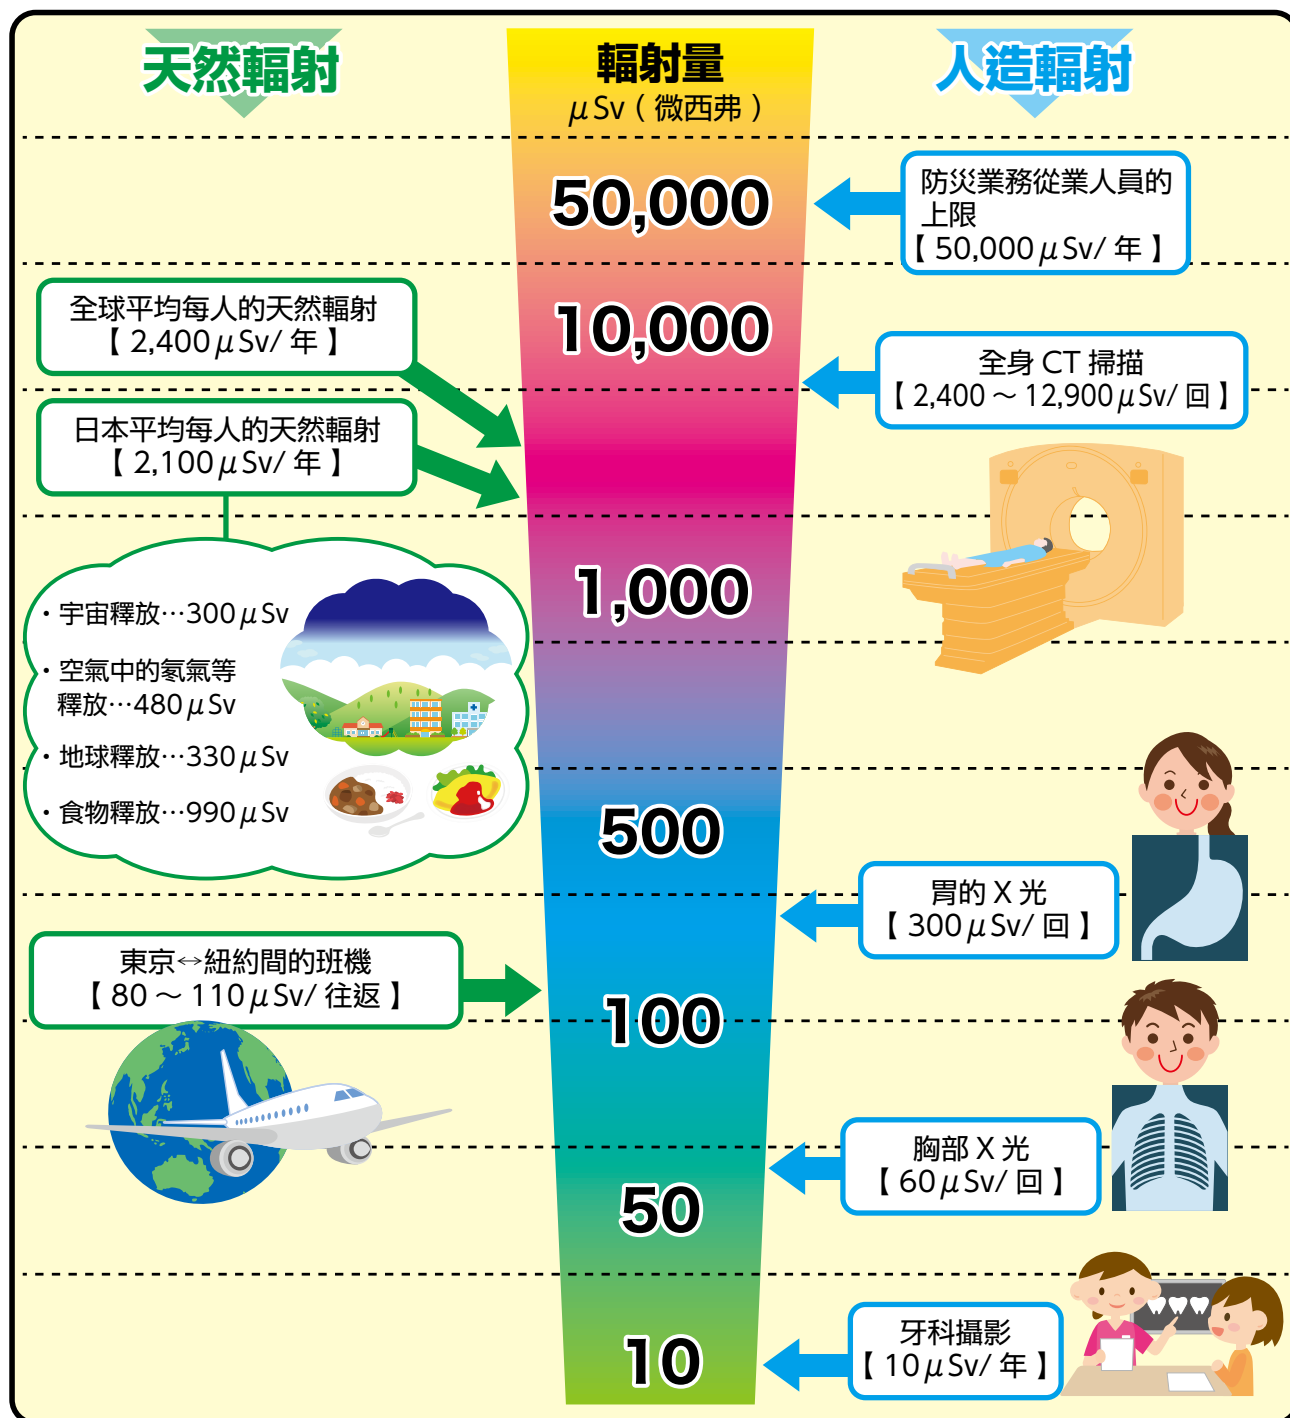 天然輻射
輻射量
μSv（微西弗）
人造輻射
50,000
防災業務從業人員的
上限
【 50,000μSv/ 年 】
全球平均每人的天然輻射
【 2,400μSv/ 年 】
10,000
全身 CT 掃描
【 2,400 ～ 12,900μSv/ 回 】
日本平均每人的天然輻射
【 2,100μSv/ 年 】
1,000
・宇宙釋放…300μSv
・空氣中的氡氣等
釋放…480μSv
・地球釋放…330μSv
・食物釋放…990μSv
500
胃的 X 光
【 300μSv/ 回 】
東京↔紐約間的班機
【 80 ～ 110μSv/ 往返 】
100
胸部 X 光
【 60μSv/ 回 】
50
牙科攝影
【 10μSv/ 年 】
10